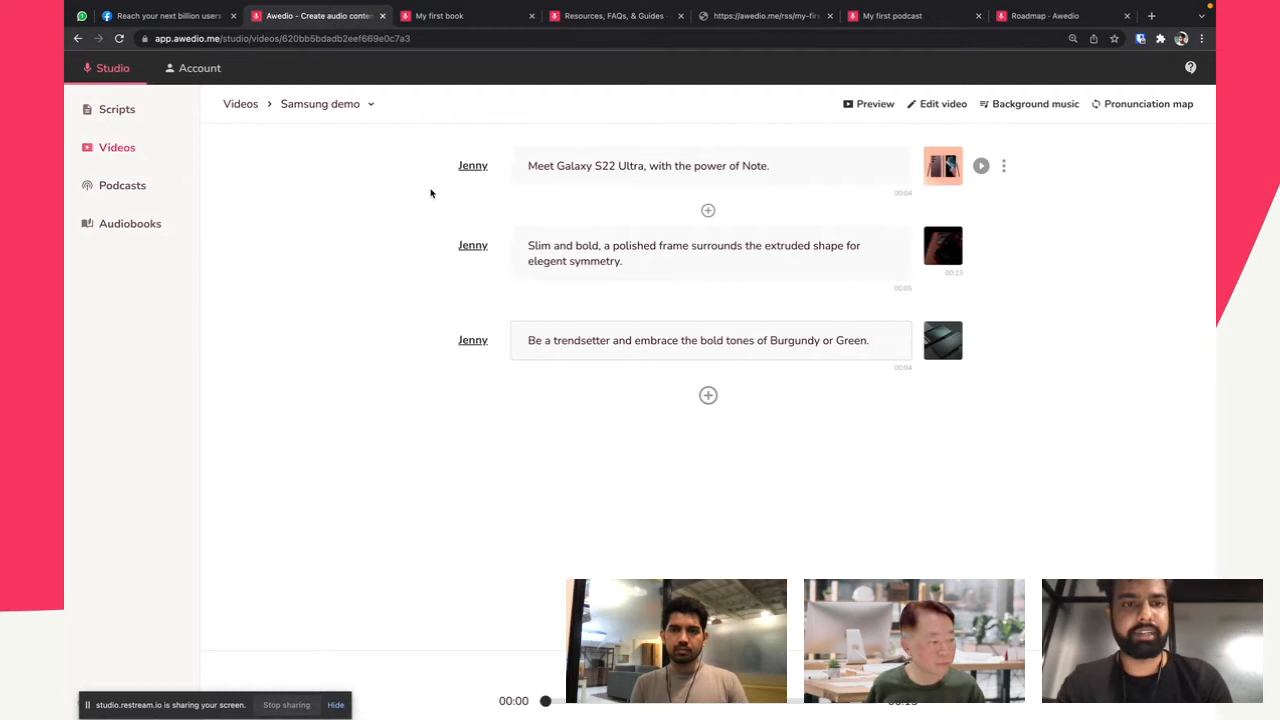 Reach your next billion users
Awedio - Create audio conten
My first book
Resources, FAQs, & Guides -
https://awedio.me/rss/my-firs
My first podcast
Roadmap - Awedio
app.awedio.me/studio/videos/620bb5bdadb2eef669e0c7a3
Studio
Account
Scripts
Videos
Podcasts
Audiobooks
Videos > Samsung demo
Preview
Edit video
Background music
Pronunciation map
Jenny
Meet Galaxy S22 Ultra, with the power of Note.
00:04
Jenny
Slim and bold, a polished frame surrounds the extruded shape for
elegent symmetry.
00:13
00:05
Jenny
Be a trendsetter and embrace the bold tones of Burgundy or Green.
00:04
studio.restream.io is sharing your screen.
Stop sharing
Hide
00:00